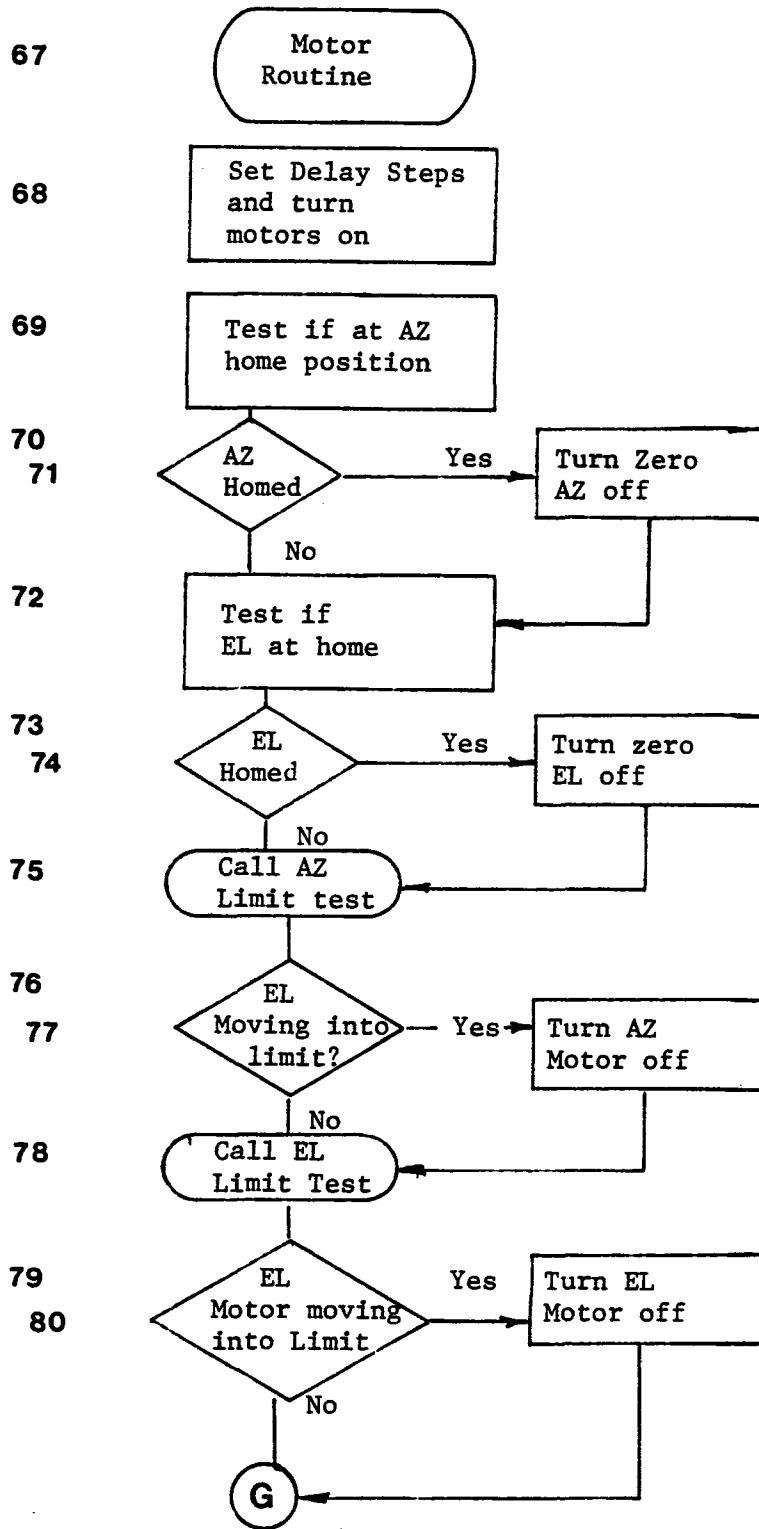 67
Motor
Routine
68
Set Delay Steps
and turn
motors on
69
Test if at AZ
home position
70
71
AZ
Homed
Yes
Turn Zero
AZ off
No
72
Test if
EL at home
73
74
EL
Homed
Yes
Turn zero
EL off
No
75
Call AZ
Limit test
76
77
EL
Moving into
limit?
Yes
Turn AZ
Motor off
No
78
Call EL
Limit Test
79
80
EL
Motor moving
into Limit
Yes
Turn EL
Motor off
No
G